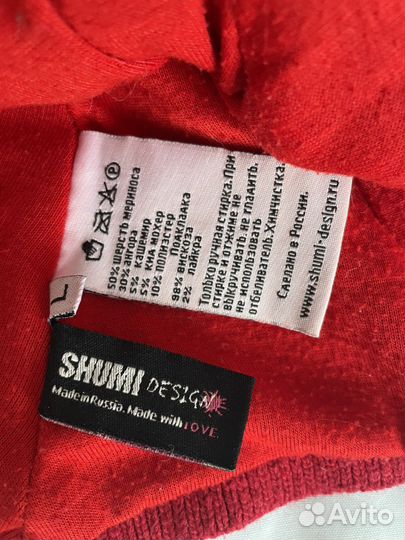 50% шерсть мериноса
30% ангора
5% кашемир
5% кид мохер
10% полиэстер
Подкладка
98% вискоза
2% лайкра
Только ручная стирка. При
стирке и отжиме не
выкручивать, не гладить,
не использовать
отбеливатель. Химчистка.
Сделано в России.
www.shumi-design.ru
L
SHUMI DESIGN
Made in Russia. Made with LOVE.
Avito